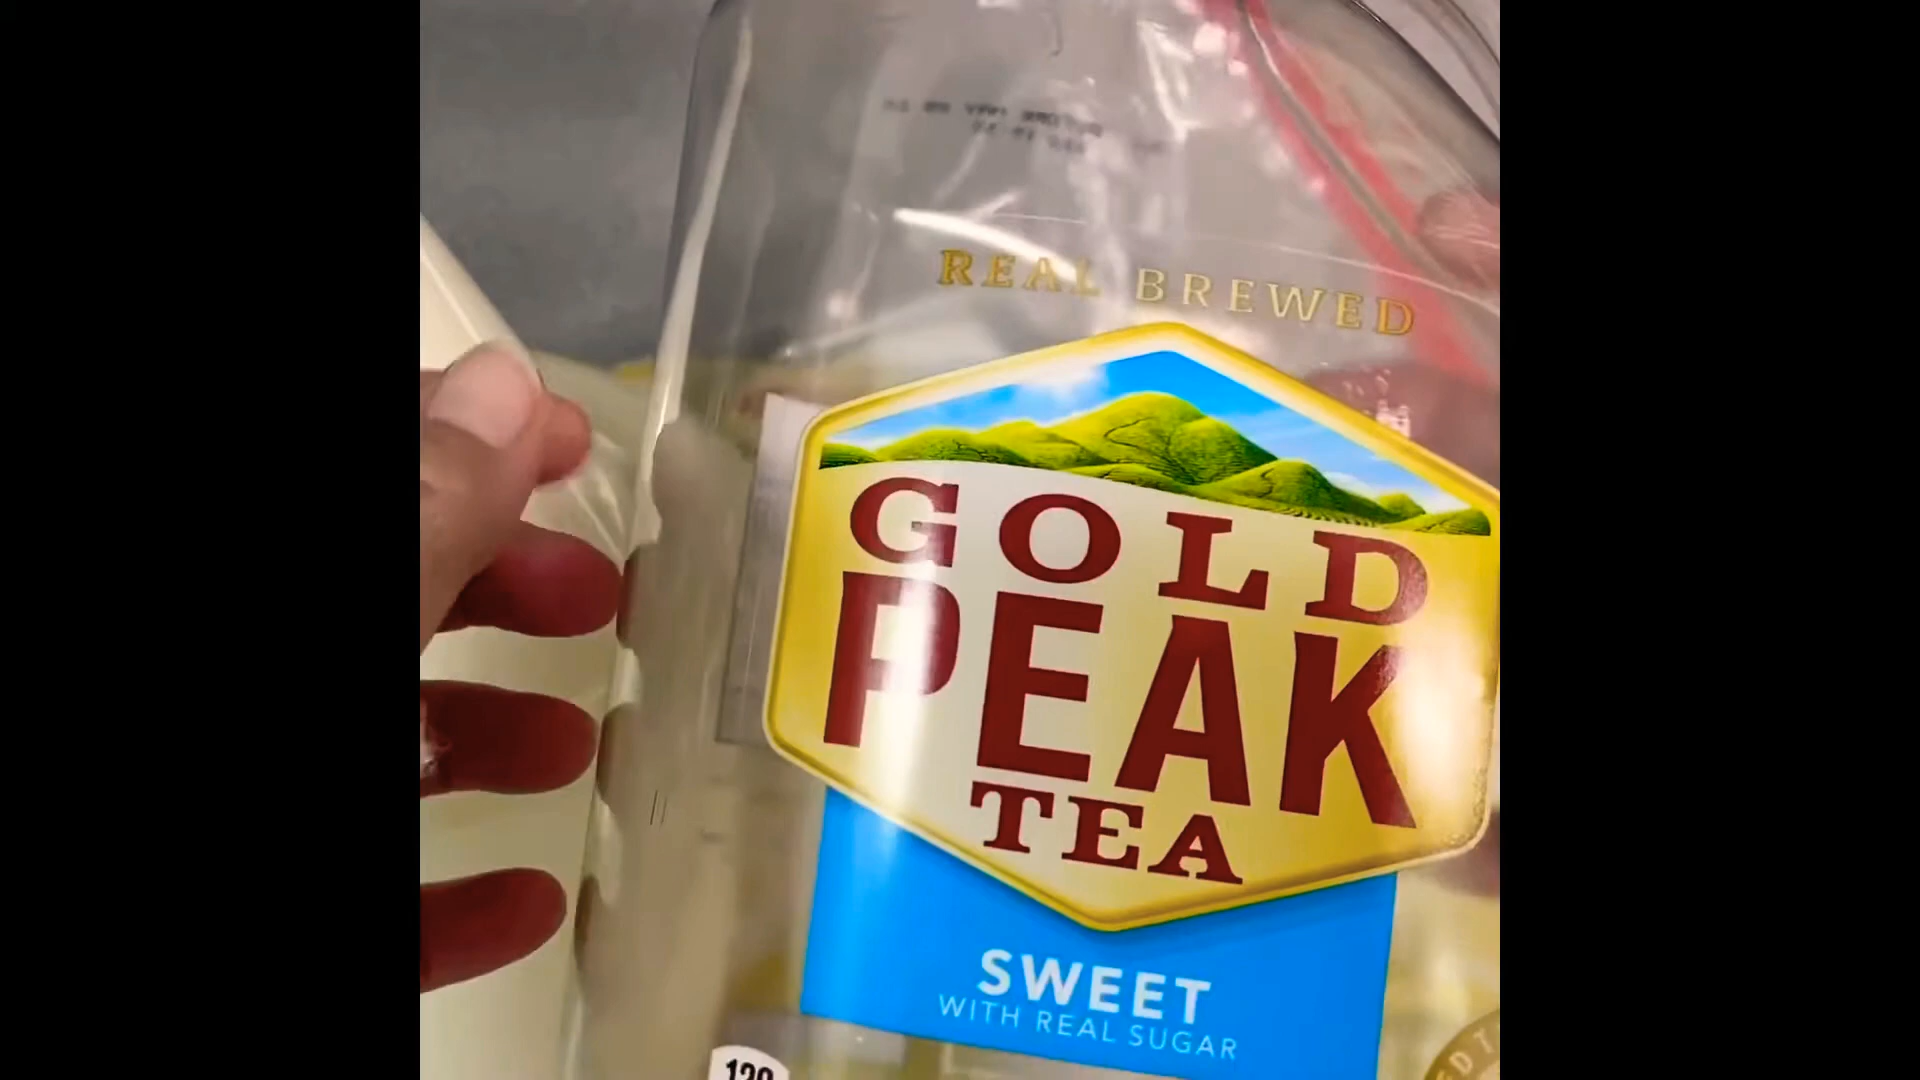 REAL BREWED
GOLD
PEAK
TEA
SWEET
WITH REAL SUGAR